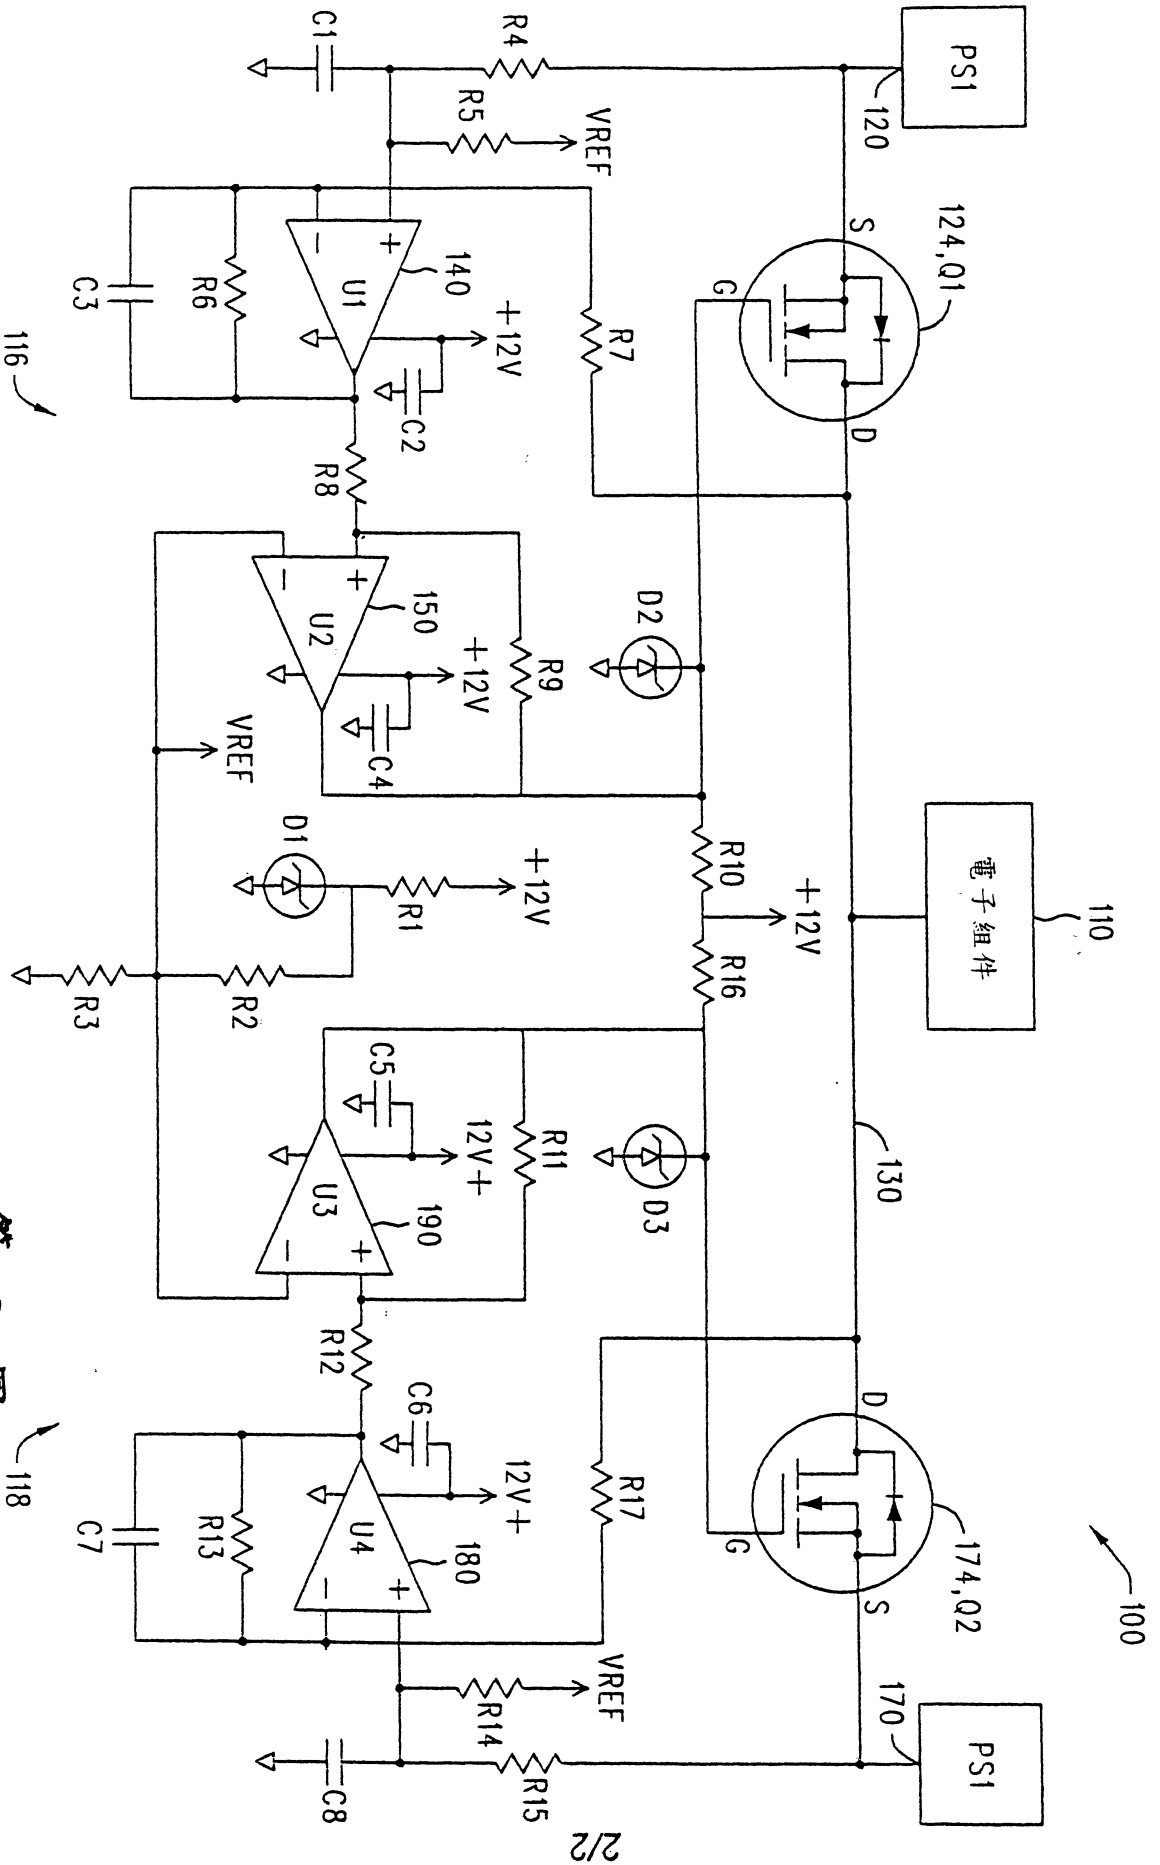 100
PS1
120
124,Q1
S
D
G
110
電子組件
130
174,Q2
D
S
G
170
PS1
R4
C1
R5
VREF
R7
140
+
−
U1
+12V
C2
R6
C3
116
R8
150
+
−
U2
+12V
C4
R9
D2
R10
+12V
R16
VREF
D1
R1
+12V
R2
R3
D3
R11
190
+
−
U3
12V+
C5
R12
R17
180
+
−
U4
12V+
C6
R13
C7
118
VREF
R14
R15
C8
2/2